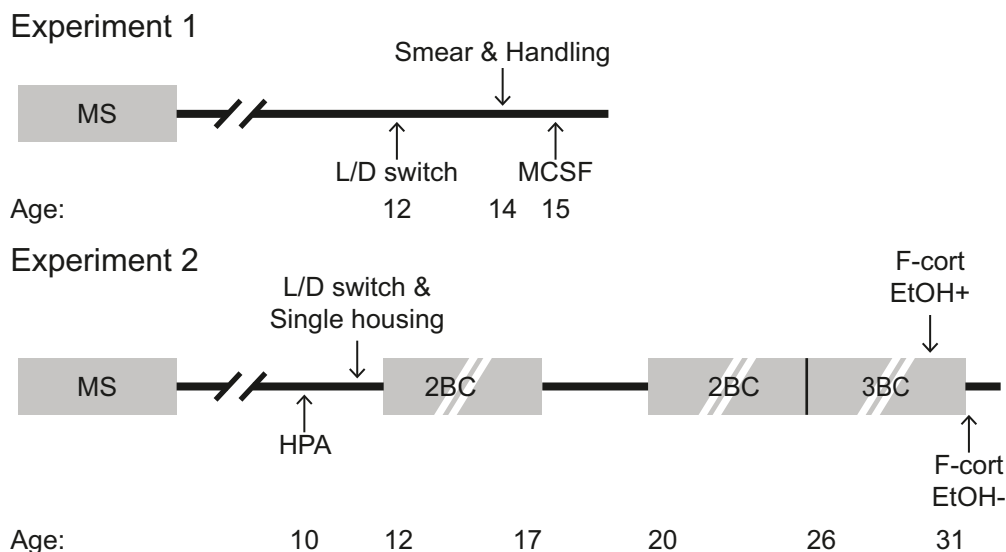 Experiment 1
Smear & Handling
MS
L/D switch
MCSF
Age:
12
14
15
Experiment 2
L/D switch &
Single housing
F-cort
EtOH+
MS
2BC
2BC
3BC
HPA
F-cort
EtOH-
Age:
10
12
17
20
26
31